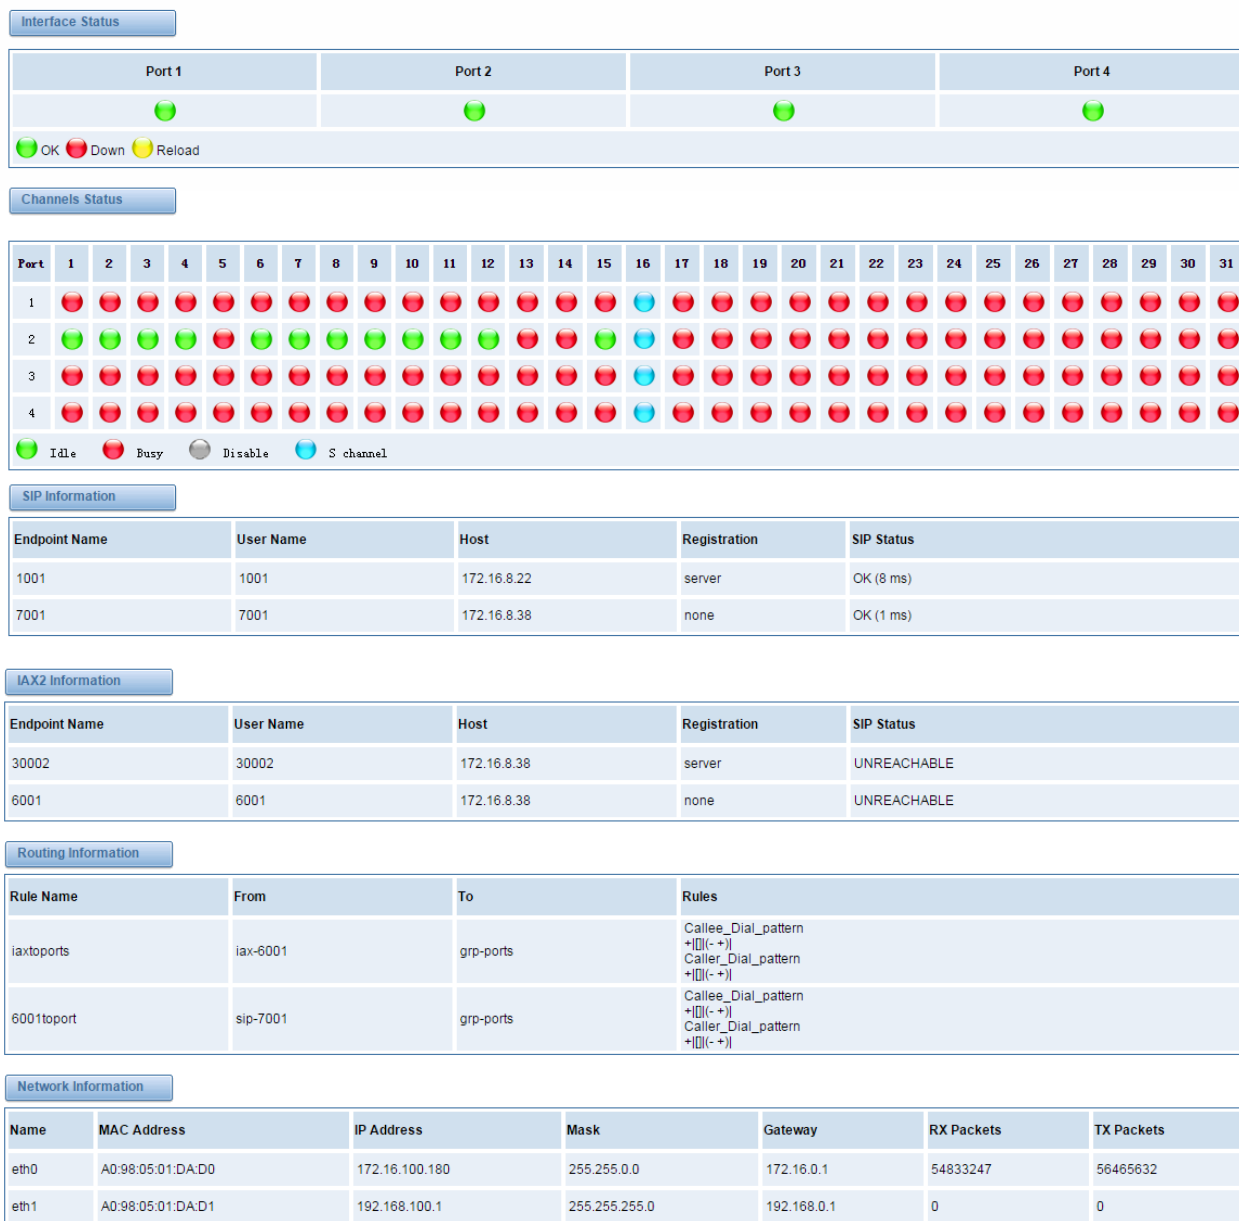 Interface Status
Port 1 Port 2 Port 3 Port 4
OK Down Reload
Channels Status
Port 1 2 3 4 5 6 7 8 9 10 11 12 13 14 15 16 17 18 19 20 21 22 23 24 25 26 27 28 29 30 31
1
2
3
4
Idle Busy Disable S channel
SIP Information
Endpoint Name User Name Host Registration SIP Status
1001 1001 172.16.8.22 server OK (8 ms)
7001 7001 172.16.8.38 none OK (1 ms)
IAX2 Information
Endpoint Name User Name Host Registration SIP Status
30002 30002 172.16.8.38 server UNREACHABLE
6001 6001 172.16.8.38 none UNREACHABLE
Routing Information
Rule Name From To Rules
iaxtoports iax-6001 grp-ports Callee_Dial_pattern
+|[]|(- +)|
Caller_Dial_pattern
+|[]|(- +)|
6001toport sip-7001 grp-ports Callee_Dial_pattern
+|[]|(- +)|
Caller_Dial_pattern
+|[]|(- +)|
Network Information
Name MAC Address IP Address Mask Gateway RX Packets TX Packets
eth0 A0:98:05:01:DA:D0 172.16.100.180 255.255.0.0 172.16.0.1 54833247 56465632
eth1 A0:98:05:01:DA:D1 192.168.100.1 255.255.255.0 192.168.0.1 0 0